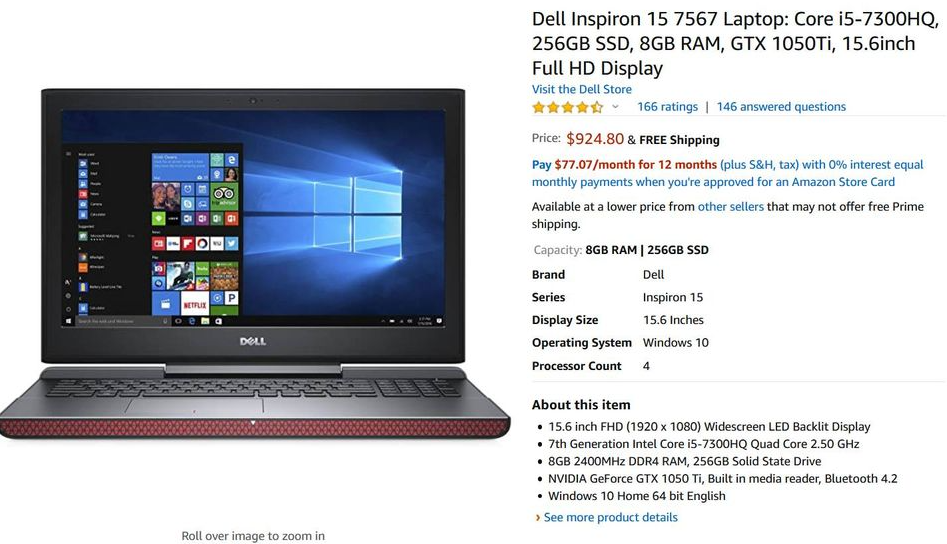 Dell Inspiron 15 7567 Laptop: Core i5-7300HQ,
256GB SSD, 8GB RAM, GTX 1050Ti, 15.6inch
Full HD Display
Visit the Dell Store
166 ratings | 146 answered questions
Price: $924.80 & FREE Shipping
Pay $77.07/month for 12 months (plus S&H, tax) with 0% interest equal
monthly payments when you're approved for an Amazon Store Card
Available at a lower price from other sellers that may not offer free Prime
shipping.
Capacity: 8GB RAM | 256GB SSD
Brand Dell
Series Inspiron 15
Display Size 15.6 Inches
Operating System Windows 10
Processor Count 4
About this item
• 15.6 inch FHD (1920 x 1080) Widescreen LED Backlit Display
• 7th Generation Intel Core i5-7300HQ Quad Core 2.50 GHz
• 8GB 2400MHz DDR4 RAM, 256GB Solid State Drive
• NVIDIA GeForce GTX 1050 Ti, Built in media reader, Bluetooth 4.2
• Windows 10 Home 64 bit English
› See more product details
NETFLIX
DELL
Roll over image to zoom in